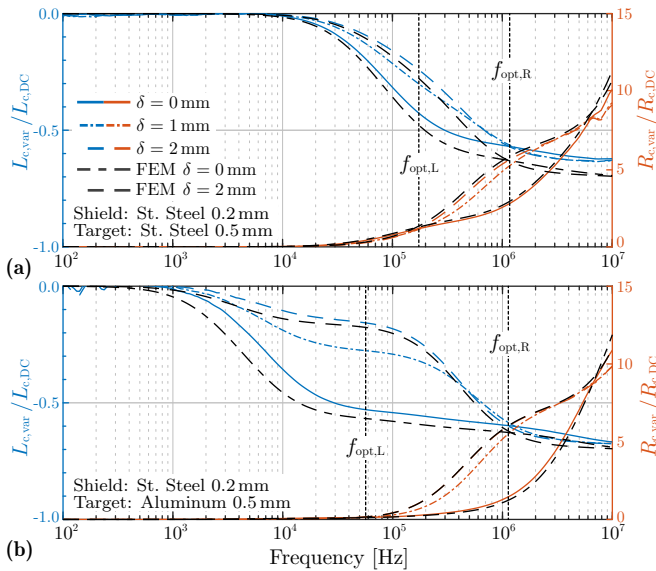 0.0
-0.5
-1.0
L_c,var/L_c,DC
15
10
5
0
R_c,var/R_c,DC
δ = 0 mm
δ = 1 mm
δ = 2 mm
FEM δ = 0 mm
FEM δ = 2 mm
Shield: St. Steel 0.2 mm
Target: St. Steel 0.5 mm
f_opt,R
f_opt,L
(a)
10^2 10^3 10^4 10^5 10^6 10^7
0.0
-0.5
-1.0
L_c,var/L_c,DC
15
10
5
0
R_c,var/R_c,DC
f_opt,R
f_opt,L
Shield: St. Steel 0.2 mm
Target: Aluminum 0.5 mm
(b)
10^2 10^3 10^4 10^5 10^6 10^7
Frequency [Hz]